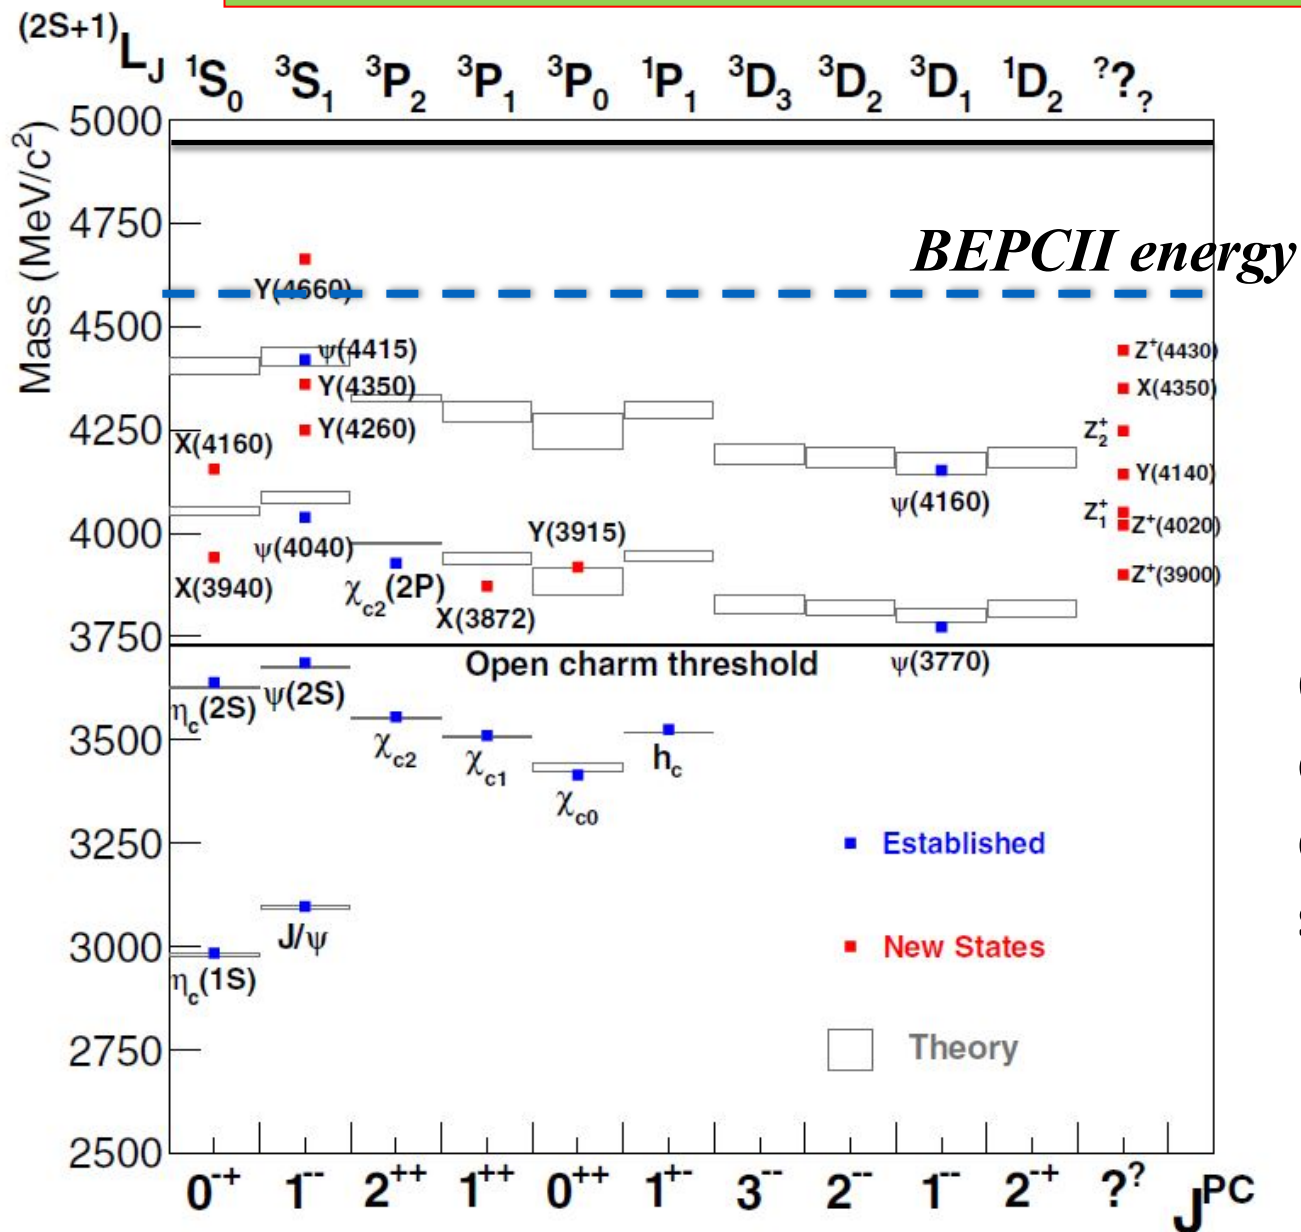 (2S+1)LJ 1S0 3S1 3P2 3P1 3P0 1P1 3D3 3D2 3D1 1D2 ???
Mass (MeV/c2)
5000
4750
BEPCII energy
Y(4660)
4500
ψ(4415)
Z+(4430)
Y(4350)
X(4350)
4250
X(4160)
Y(4260)
Z2+
Y(4140)
ψ(4160)
Z1+
Z+(4020)
4000
Y(3915)
ψ(4040)
X(3940)
χc2(2P)
X(3872)
Z+(3900)
3750
Open charm threshold
ψ(3770)
ηc(2S)
ψ(2S)
3500
χc2
χc1
hc
χc0
3250
Established
J/ψ
3000
New States
ηc(1S)
2750
Theory
2500
0-+ 1-- 2++ 1++ 0++ 1+- 3-- 2-- 1-- 2-+ ?? JPC